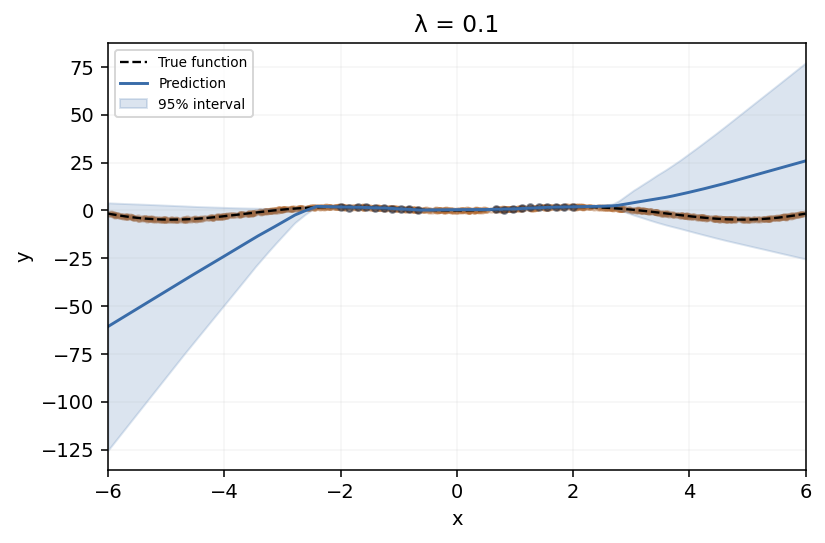 λ = 0.1
True function
Prediction
95% interval
75
50
25
0
−25
−50
−75
−100
−125
y
−6 −4 −2 0 2 4 6
x